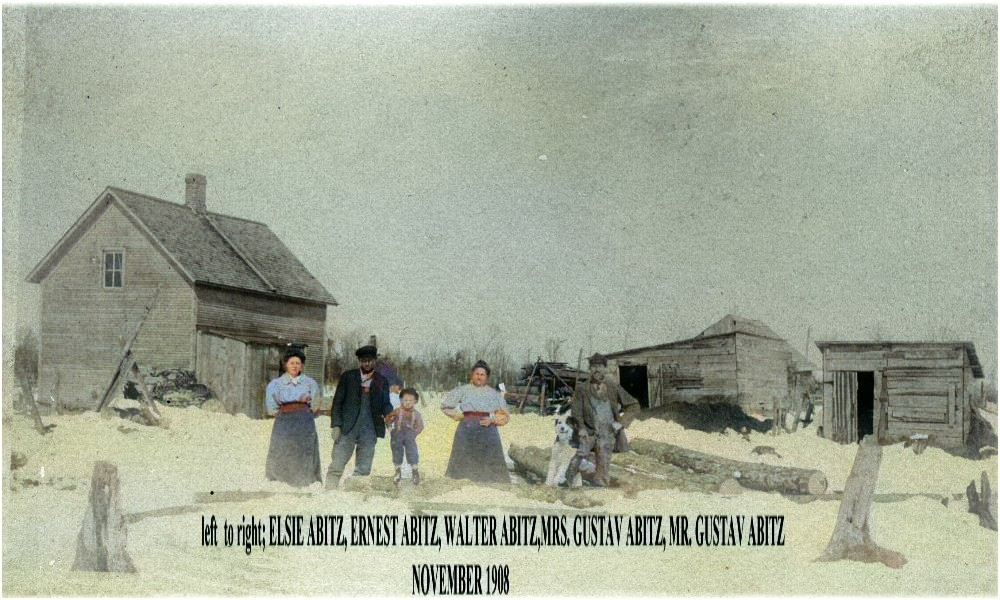 left to right; ELSIE ABITZ, ERNEST ABITZ, WALTER ABITZ,MRS. GUSTAV ABITZ, MR. GUSTAV ABITZ
NOVEMBER 1908